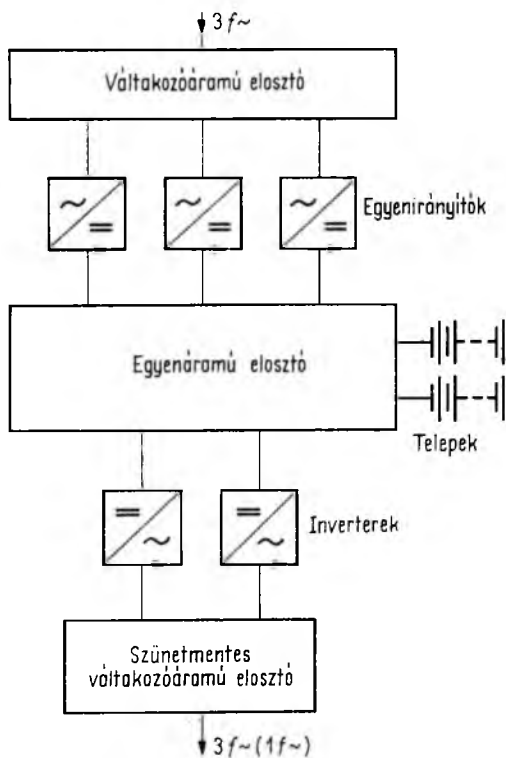 3f~
Váltakozóáramú elosztó
~
=
~
=
~
=
Egyenirányítók
Egyenáramú elosztó
Telepek
=
~
=
~
Inverterek
Szünetmentes
váltakozóáramú elosztó
3f~(1f~)